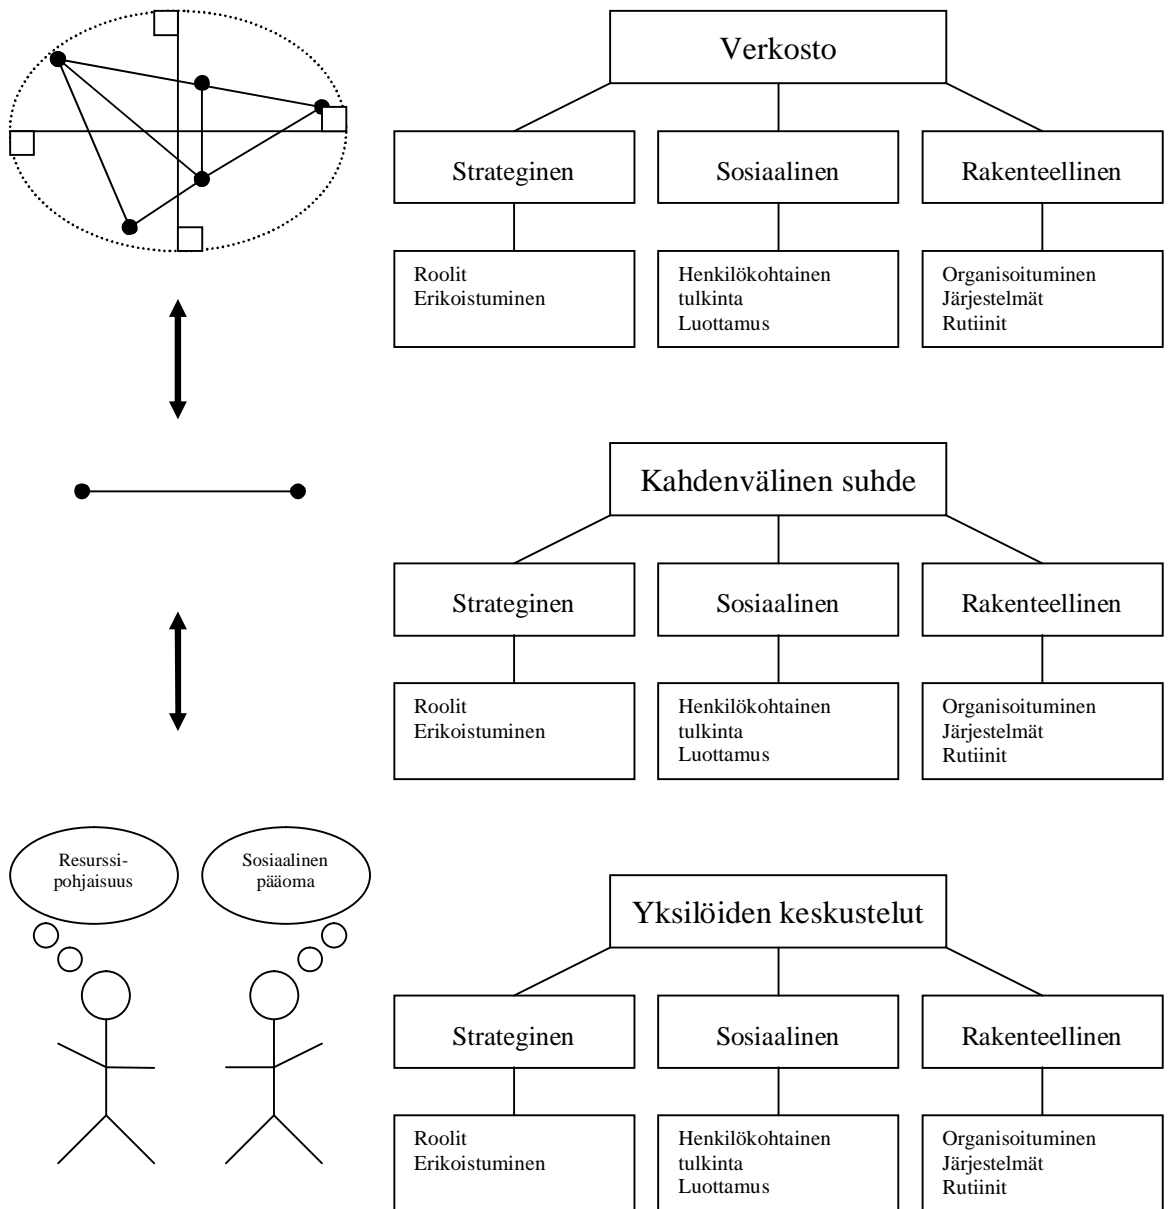 Verkosto
Strateginen
Sosiaalinen
Rakenteellinen
Roolit
Erikoistuminen
Henkilökohtainen
tulkinta
Luottamus
Organisoituminen
Järjestelmät
Rutiinit
Kahdenvälinen suhde
Strateginen
Sosiaalinen
Rakenteellinen
Roolit
Erikoistuminen
Henkilökohtainen
tulkinta
Luottamus
Organisoituminen
Järjestelmät
Rutiinit
Resurssi-
pohjaisuus
Sosiaalinen
pääoma
Yksilöiden keskustelut
Strateginen
Sosiaalinen
Rakenteellinen
Roolit
Erikoistuminen
Henkilökohtainen
tulkinta
Luottamus
Organisoituminen
Järjestelmät
Rutiinit